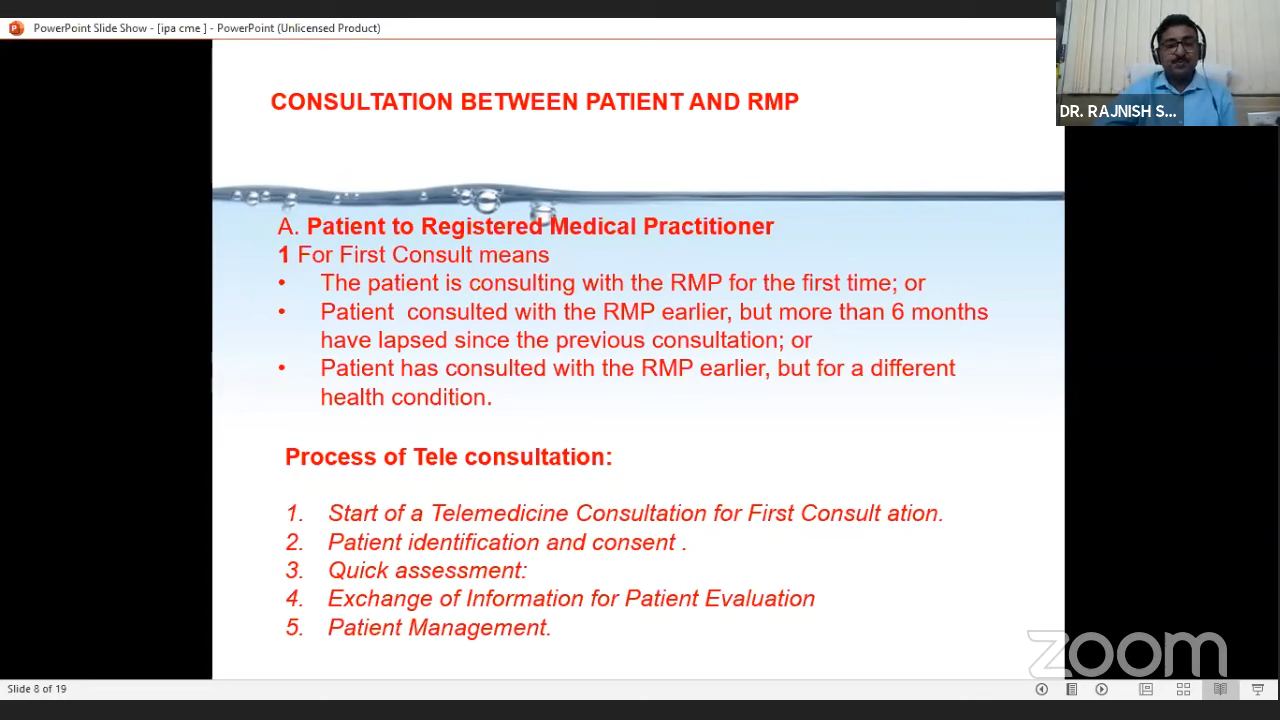 PowerPoint Slide Show - [ipa cme ] - PowerPoint (Unlicensed Product)
DR. RAJNISH S...
CONSULTATION BETWEEN PATIENT AND RMP
A. Patient to Registered Medical Practitioner
1 For First Consult means
• The patient is consulting with the RMP for the first time; or
• Patient consulted with the RMP earlier, but more than 6 months
have lapsed since the previous consultation; or
• Patient has consulted with the RMP earlier, but for a different
health condition.
Process of Tele consultation:
1. Start of a Telemedicine Consultation for First Consult ation.
2. Patient identification and consent .
3. Quick assessment:
4. Exchange of Information for Patient Evaluation
5. Patient Management.
zoom
Slide 8 of 19